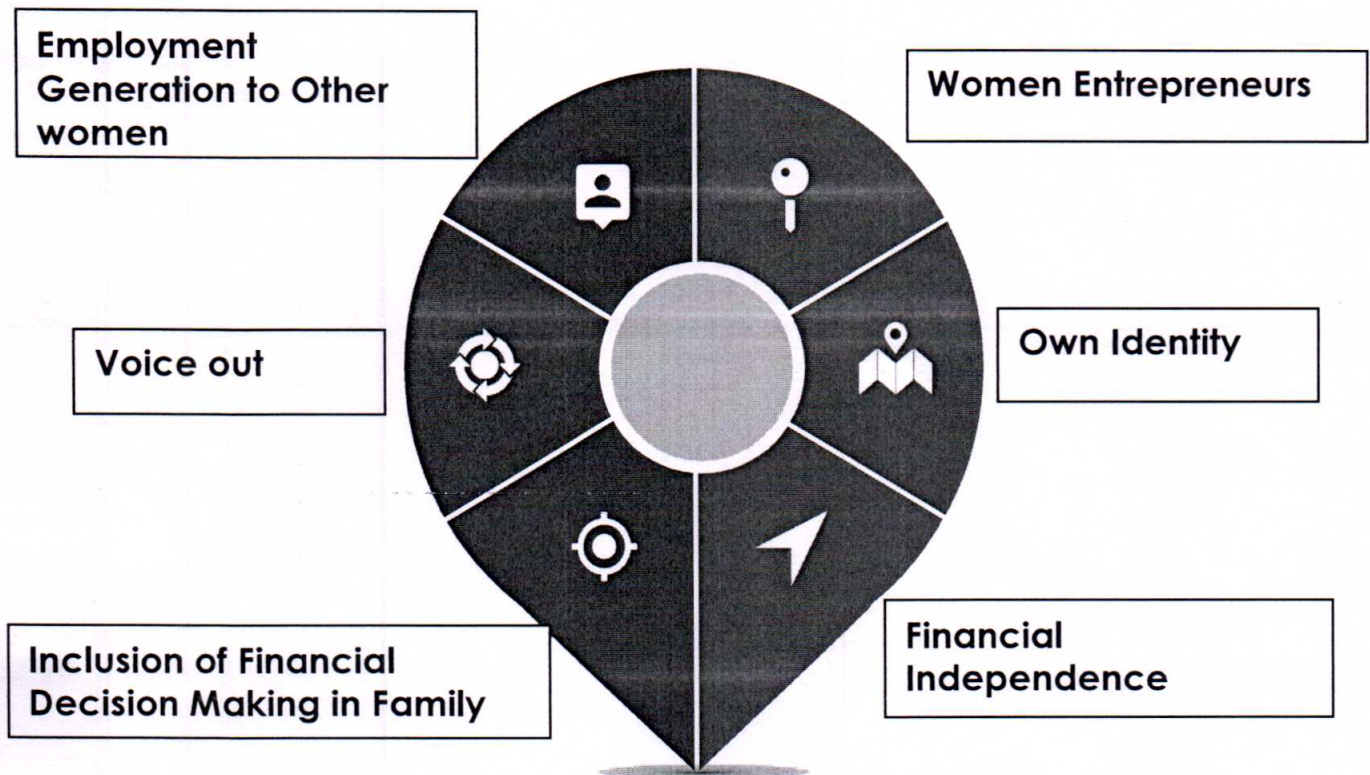 Employment
Generation to Other
women
Women Entrepreneurs
Voice out
Own Identity
Inclusion of Financial
Decision Making in Family
Financial
Independence